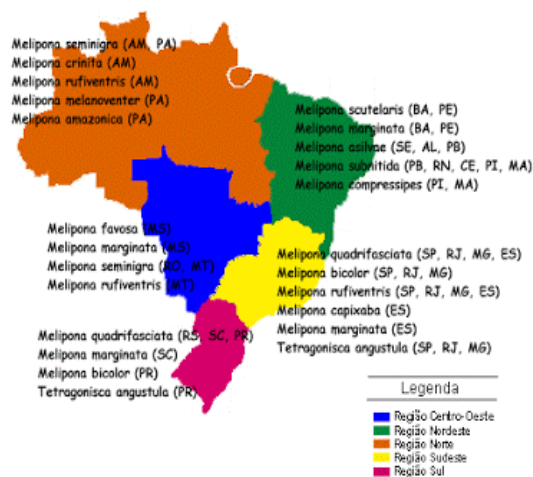 Melipona seminigra (AM, PA)
Melipona crinita (AM)
Melipona rufiventris (AM)
Melipona melanoventer (PA)
Melipona amazonica (PA)
Melipona scutelaris (BA, PE)
Melipona marginata (BA, PE)
Melipona asilvae (SE, AL, PB)
Melipona subnitida (PB, RN, CE, PI, MA)
Melipona compressipes (PI, MA)
Melipona favosa (MS)
Melipona marginata (MS)
Melipona seminigra (RO, MT)
Melipona rufiventris (MT)
Melipona quadrifasciata (SP, RJ, MG, ES)
Melipona bicolor (SP, RJ, MG)
Melipona rufiventris (SP, RJ, MG, ES)
Melipona capixaba (ES)
Melipona marginata (ES)
Tetragonisca angustula (SP, RJ, MG)
Melipona quadrifasciata (RS, SC, PR)
Melipona marginata (SC)
Melipona bicolor (PR)
Tetragonisca angustula (PR)
Legenda
Região Centro-Oeste
Região Nordeste
Região Norte
Região Sudeste
Região Sul